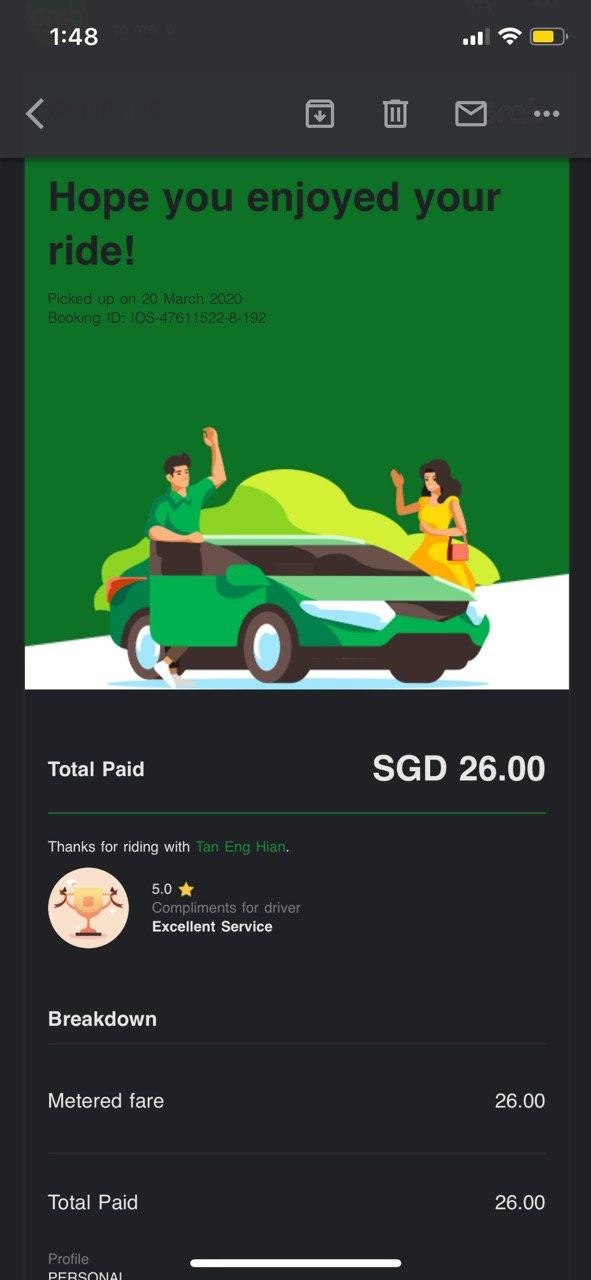 1:48
Hope you enjoyed your
ride!
Picked up on 20 March 2020
Booking ID: IOS-47611522-8-192
Total Paid SGD 26.00
Thanks for riding with Tan Eng Hian.
5.0
Compliments for driver
Excellent Service
Breakdown
Metered fare 26.00
Total Paid 26.00
Profile
PERSONAL